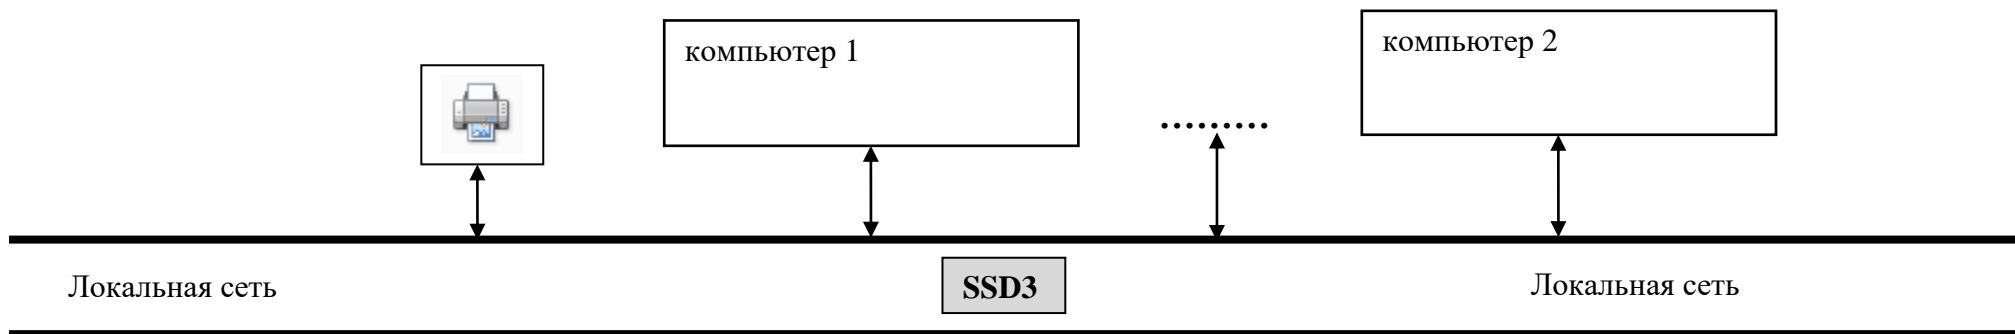 компьютер 1
компьютер 2
.........
Локальная сеть
SSD3
Локальная сеть